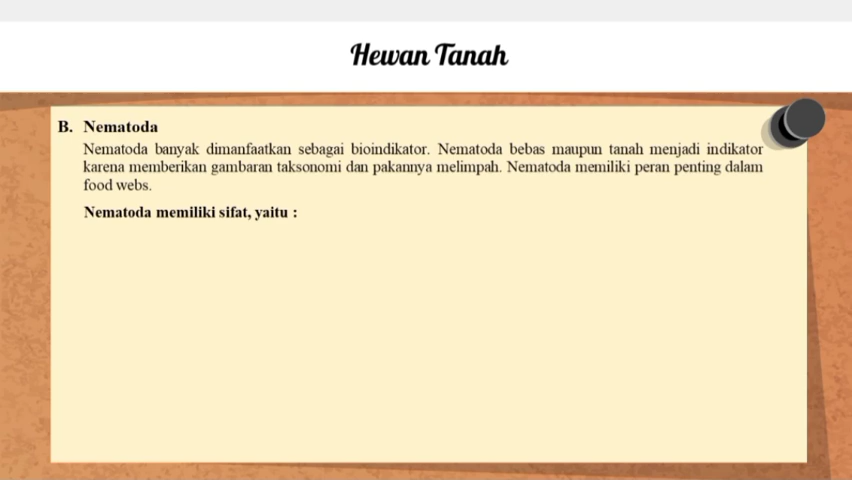 Hewan Tanah
B. Nematoda
Nematoda banyak dimanfaatkan sebagai bioindikator. Nematoda bebas maupun tanah menjadi indikator
karena memberikan gambaran taksonomi dan pakannya melimpah. Nematoda memiliki peran penting dalam
food webs.
Nematoda memiliki sifat, yaitu :